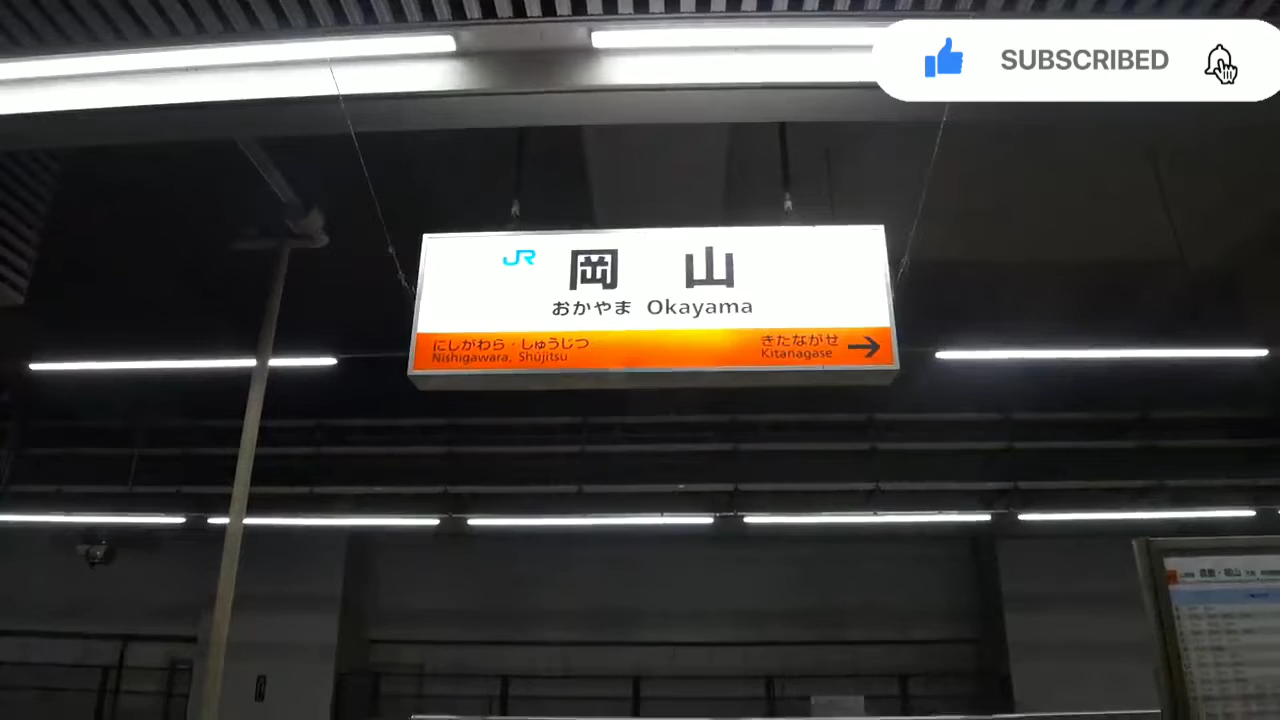 SUBSCRIBED
JR 岡山
おかやま Okayama
にしがわら・しゅうじつ
Nishigawara, Shūjitsu
きたながせ
Kitanagase